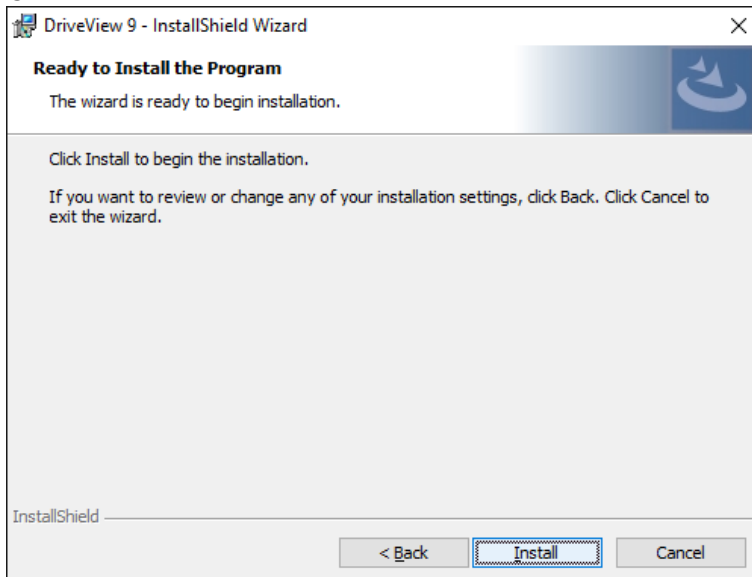 DriveView 9 - InstallShield Wizard
Ready to Install the Program
The wizard is ready to begin installation.
Click Install to begin the installation.
If you want to review or change any of your installation settings, click Back. Click Cancel to
exit the wizard.
InstallShield
< Back
Install
Cancel